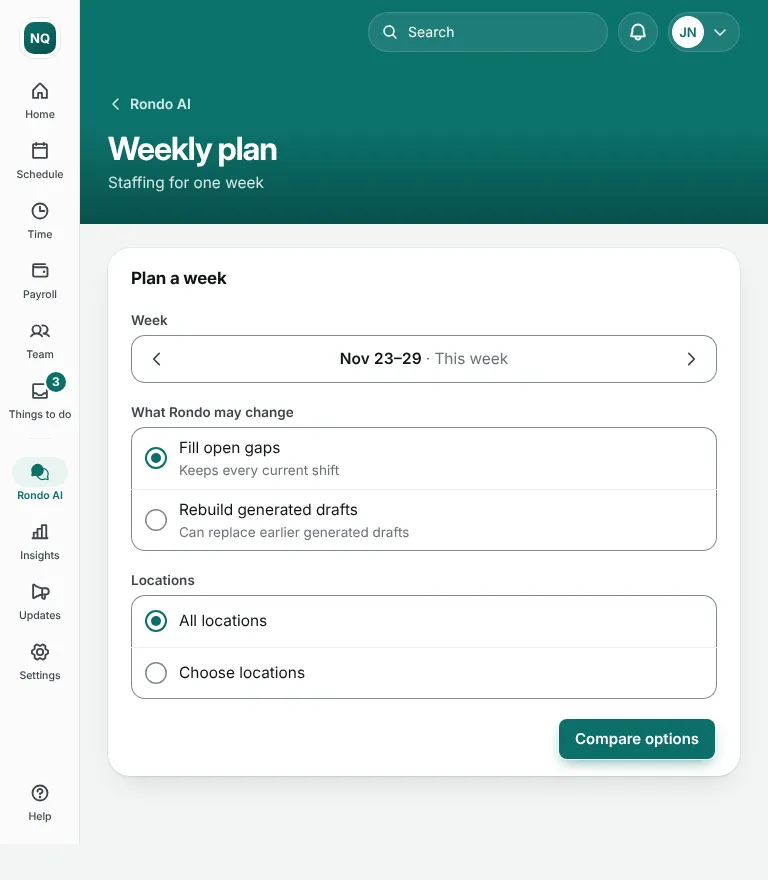 NQ
Home
Schedule
Time
Payroll
Team
3
Things to do
Rondo AI
Insights
Updates
Settings
Help
Search
JN
Rondo AI
Weekly plan
Staffing for one week
Plan a week
Week
Nov 23–29 · This week
What Rondo may change
Fill open gaps
Keeps every current shift
Rebuild generated drafts
Can replace earlier generated drafts
Locations
All locations
Choose locations
Compare options